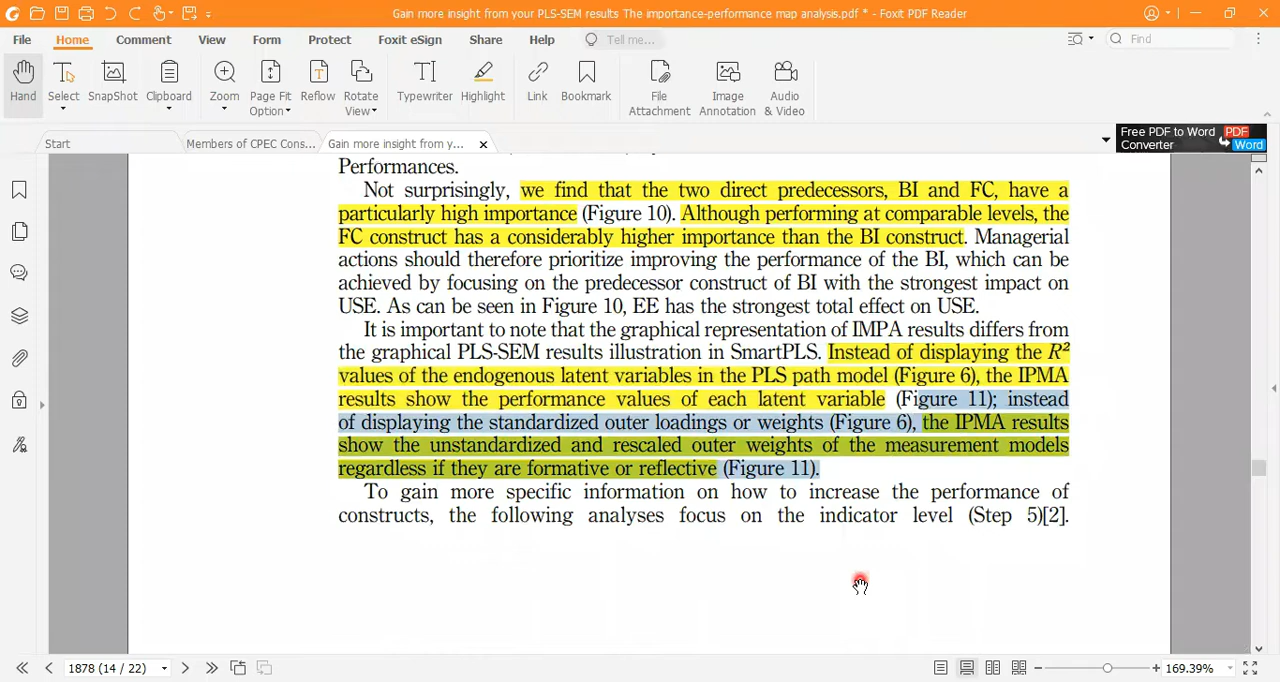 Gain more insight from your PLS-SEM results The importance-performance map analysis.pdf * - Foxit PDF Reader
File Home Comment View Form Protect Foxit eSign Share Help Tell me... Find
Hand Select SnapShot Clipboard Zoom Page Fit Option Reflow Rotate View Typewriter Highlight Link Bookmark File Attachment Image Annotation Audio & Video
Start Members of CPEC Cons... Gain more insight from y...
Free PDF to Word Converter PDF Word
Performances.
Not surprisingly, we find that the two direct predecessors, BI and FC, have a
particularly high importance (Figure 10). Although performing at comparable levels, the
FC construct has a considerably higher importance than the BI construct. Managerial
actions should therefore prioritize improving the performance of the BI, which can be
achieved by focusing on the predecessor construct of BI with the strongest impact on
USE. As can be seen in Figure 10, EE has the strongest total effect on USE.
It is important to note that the graphical representation of IMPA results differs from
the graphical PLS-SEM results illustration in SmartPLS. Instead of displaying the R²
values of the endogenous latent variables in the PLS path model (Figure 6), the IPMA
results show the performance values of each latent variable (Figure 11); instead
of displaying the standardized outer loadings or weights (Figure 6), the IPMA results
show the unstandardized and rescaled outer weights of the measurement models
regardless if they are formative or reflective (Figure 11).
To gain more specific information on how to increase the performance of
constructs, the following analyses focus on the indicator level (Step 5)[2].
1878 (14 / 22) 169.39%